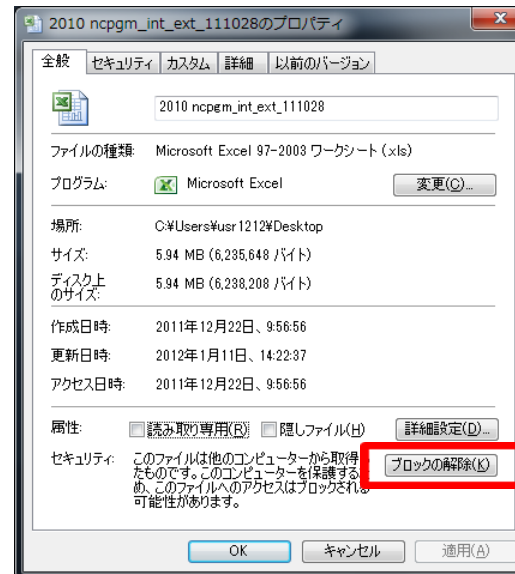 2010 ncpgm_int_ext_111028のプロパティ
全般 セキュリティ カスタム 詳細 以前のバージョン
2010 ncpgm_int_ext_111028
ファイルの種類: Microsoft Excel 97-2003 ワークシート (.xls)
プログラム: Microsoft Excel 変更(C)...
場所: C:¥Users¥usr1212¥Desktop
サイズ: 5.94 MB (6,235,648 バイト)
ディスク上
のサイズ: 5.94 MB (6,238,208 バイト)
作成日時: 2011年12月22日、9:56:56
更新日時: 2012年1月11日、14:22:37
アクセス日時: 2011年12月22日、9:56:56
属性: 読み取り専用(R) 隠しファイル(H) 詳細設定(D)...
セキュリティ: このファイルは他のコンピューターから取得
たものです。このコンピューターを保護する
め、このファイルへのアクセスはブロックされる
可能性があります。
ブロックの解除(K)
OK キャンセル 適用(A)